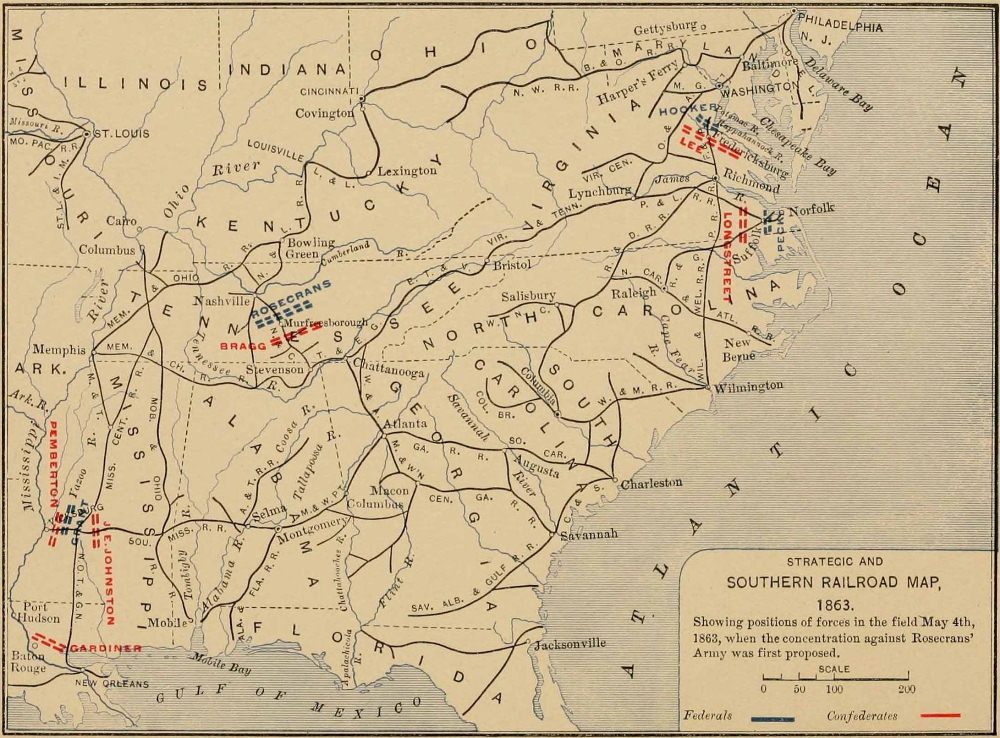 Gettysburg
PHILADELPHIA
N. J.
OHIO
MARYLAND
B. & O. R.R.
Baltimore
DEL.
Delaware Bay
ILLINOIS
INDIANA
CINCINNATI
Covington
N. W. R.R.
Harper's Ferry
M. G.
WASHINGTON
HOOKER
Potomac R.
Rappahannock R.
Chesapeake Bay
MISSOURI
Missouri R.
ST. LOUIS
MO. PAC. R.R.
ST. L. & I. M.
LOUISVILLE
River
Ohio
L. & L.
Lexington
LEE
Fredericksburg
VIRGINIA
VIR. CEN.
Richmond
Lynchburg
James
R.
P. & L.
R.R.
KENTUCKY
Cairo
Columbus
Bowling
Green
Cumberland
R.
VIR. & TENN.
R. & D. R.R.
Norfolk
PECK
Suffolk
LONGSTREET
Bristol
E. T. & V.
River
OHIO
R. R.
L. & N.
Nashville
ROSECRANS
TENNESSEE
MEM.
Murfreesborough
BRAGG
N. & C.
Tennessee R.
Stevenson
Salisbury
W. N. C.
N. CAR.
R. & G.
Raleigh
NORTH CAROLINA
WIL. & WEL. R.R.
P. R.R.
ATL.
R. R.
Cape Fear
R.
New
Berne
Memphis
MEM. & CH. R. R.
ARK.
Ark. R.
Chattanooga
E. T. & G.
W. & A.
Columbia
COL. BR.
SOUTH CAROLINA
W. & M. R. R.
Wilmington
M. & T.
MISS. CENT. R.R.
MISSISSIPPI
MOB. & OHIO
ALABAMA
GEORGIA
Savannah
River
Atlanta
GA. R. R.
SO. CAR.
Augusta
A. & T. R.R.
Coosa R.
Tallapoosa R.
PEMBERTON
Mississippi
Yazoo
R.
GRANT
J.E. JOHNSTON
M. & W'N
Macon
CEN. GA. R. R.
C. & S.
Charleston
Columbus
M. & W. PT.
Selma
Montgomery
SOU. MISS. R. R.
Savannah
Tombigby R.
Alabama R.
ALA. & FLA. R.R.
Chattahoochee R.
Flint R.
SAV. ALB. & GULF R. R.
N. O. J. & G N
Port
Hudson
GARDINER
Baton
Rouge
NEW ORLEANS
Mobile
Mobile Bay
FLORIDA
Apalachicola
R.
Jacksonville
GULF OF MEXICO
ATLANTIC OCEAN
STRATEGIC AND
SOUTHERN RAILROAD MAP,
1863.
Showing positions of forces in the field May 4th,
1863, when the concentration against Rosecrans'
Army was first proposed.
SCALE
0 50 100 200
Federals
Confederates